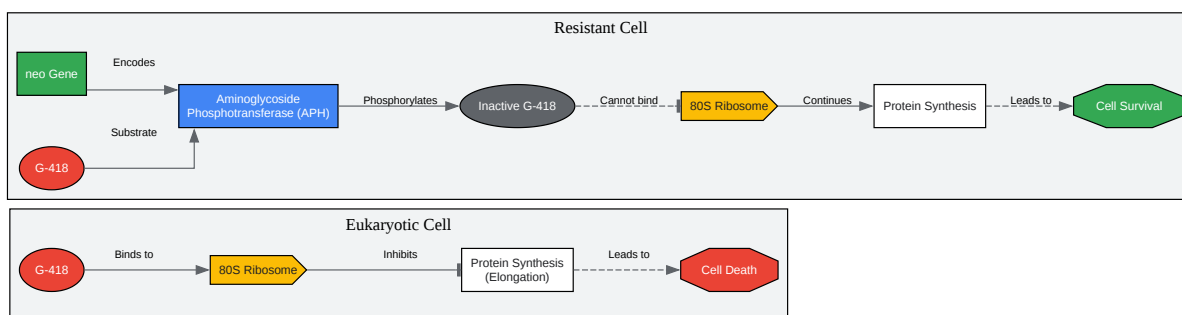 Resistant Cell
neo Gene
Encodes
Aminoglycoside
Phosphotransferase (APH)
Substrate
G-418
Phosphorylates
Inactive G-418
Cannot bind
80S Ribosome
Continues
Protein Synthesis
Leads to
Cell Survival
Eukaryotic Cell
G-418
Binds to
80S Ribosome
Inhibits
Protein Synthesis
(Elongation)
Leads to
Cell Death